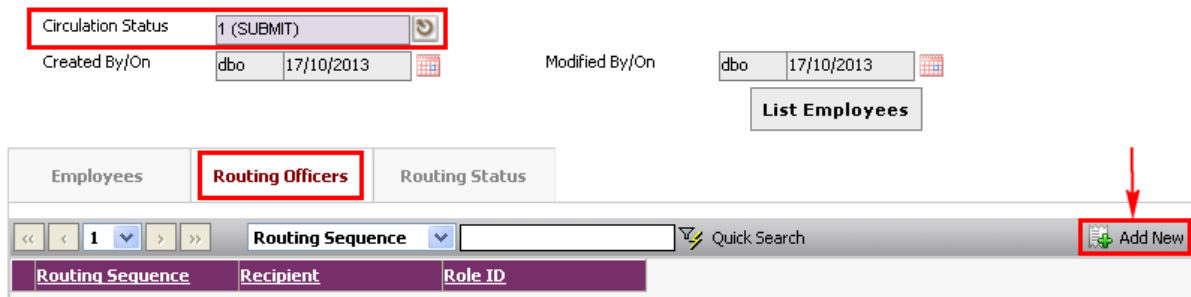 Circulation Status 1 (SUBMIT)
Created By/On dbo 17/10/2013 Modified By/On dbo 17/10/2013
List Employees
Employees Routing Officers Routing Status
<< < 1 > >> Routing Sequence Quick Search Add New
Routing Sequence Recipient Role ID